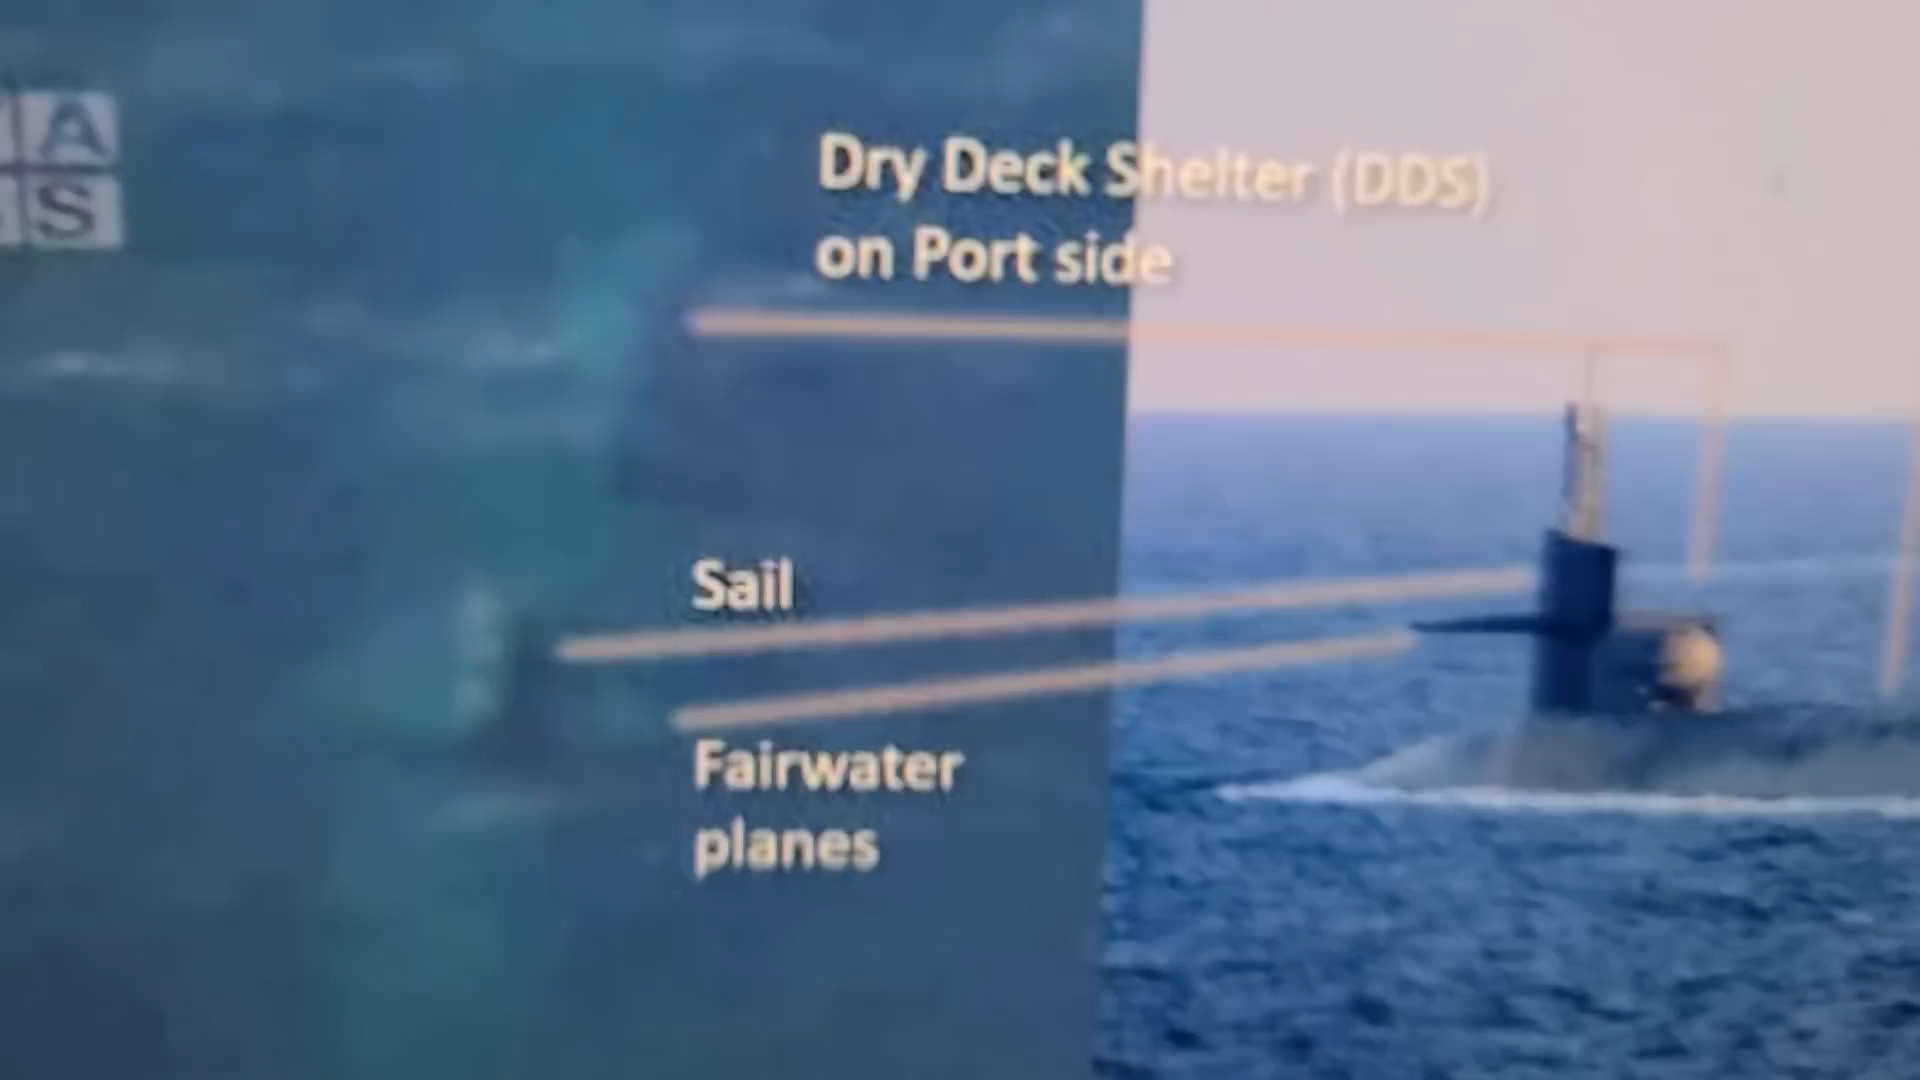 A
S
Dry Deck Shelter (DDS)
on Port side
Sail
Fairwater
planes